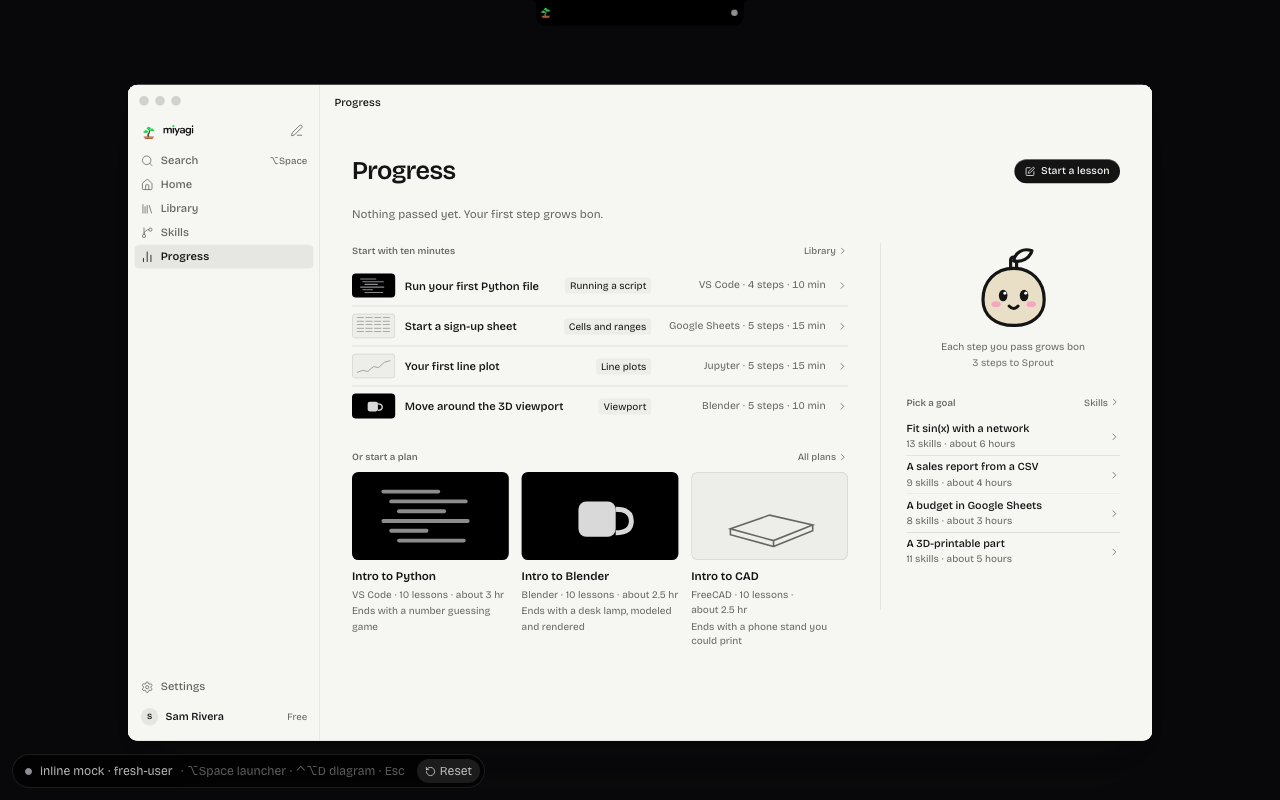 Progress
miyagi
Search ⌥Space
Home
Library
Skills
Progress
Progress
Start a lesson
Nothing passed yet. Your first step grows bon.
Start with ten minutes
Library
Run your first Python file
Running a script
VS Code · 4 steps · 10 min
Start a sign-up sheet
Cells and ranges
Google Sheets · 5 steps · 15 min
Your first line plot
Line plots
Jupyter · 5 steps · 15 min
Move around the 3D viewport
Viewport
Blender · 5 steps · 10 min
Or start a plan
All plans
Intro to Python
VS Code · 10 lessons · about 3 hr
Ends with a number guessing
game
Intro to Blender
Blender · 10 lessons · about 2.5 hr
Ends with a desk lamp, modeled
and rendered
Intro to CAD
FreeCAD · 10 lessons ·
about 2.5 hr
Ends with a phone stand you
could print
Each step you pass grows bon
3 steps to Sprout
Pick a goal
Skills
Fit sin(x) with a network
13 skills · about 6 hours
A sales report from a CSV
9 skills · about 4 hours
A budget in Google Sheets
8 skills · about 3 hours
A 3D-printable part
11 skills · about 5 hours
Settings
S Sam Rivera Free
inline mock · fresh-user · ⌥Space launcher · ^⌥D diagram · Esc
Reset